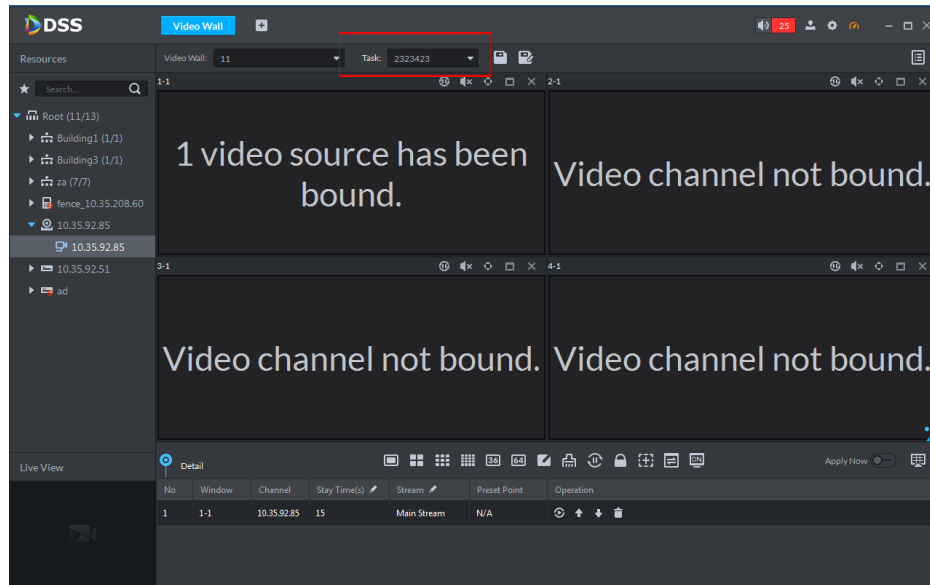 DSS
Video Wall
25
Resources
Video Wall: 11
Task: 2323423
Search...
Root (11/13)
Building1 (1/1)
Building3 (1/1)
za (7/7)
fence_10.35.208.60
10.35.92.85
10.35.92.85
10.35.92.51
ad
1-1
1 video source has been
bound.
2-1
Video channel not bound.
3-1
Video channel not bound.
4-1
Video channel not bound.
Live View
Detail
36
64
ON
Apply Now
No Window Channel Stay Time(s) Stream Preset Point Operation
1 1-1 10.35.92.85 15 Main Stream N/A